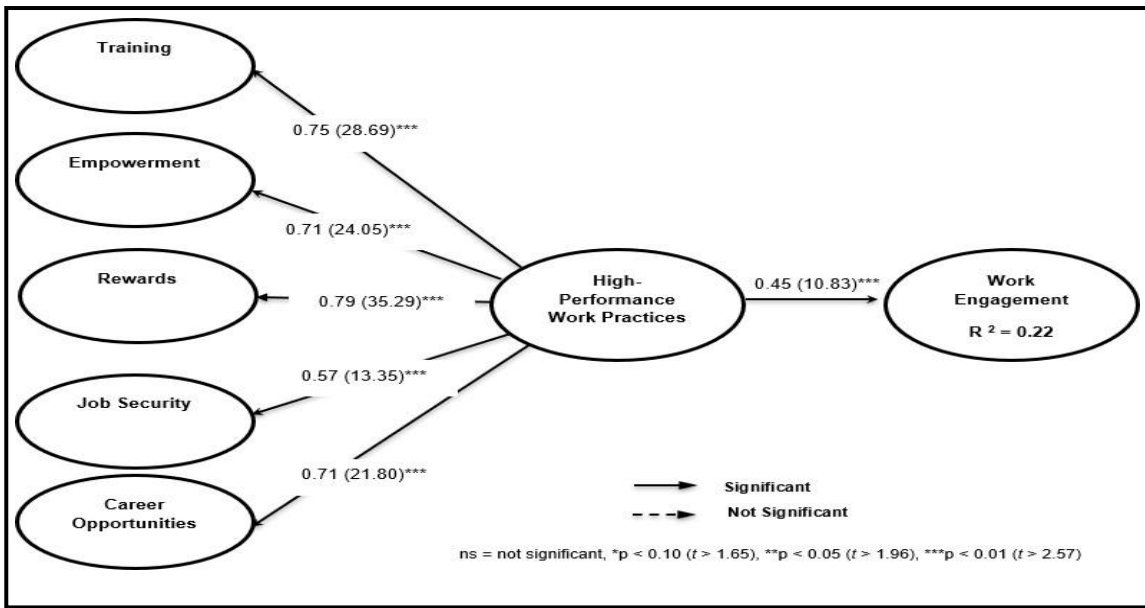 Training
0.75 (28.69)***
Empowerment
0.71 (24.05)***
Rewards
0.79 (35.29)***
High-
Performance
Work Practices
0.45 (10.83)***
Work
Engagement
R ² = 0.22
Job Security
0.57 (13.35)***
Career
Opportunities
0.71 (21.80)***
Significant
Not Significant
ns = not significant, *p < 0.10 (t > 1.65), **p < 0.05 (t > 1.96), ***p < 0.01 (t > 2.57)